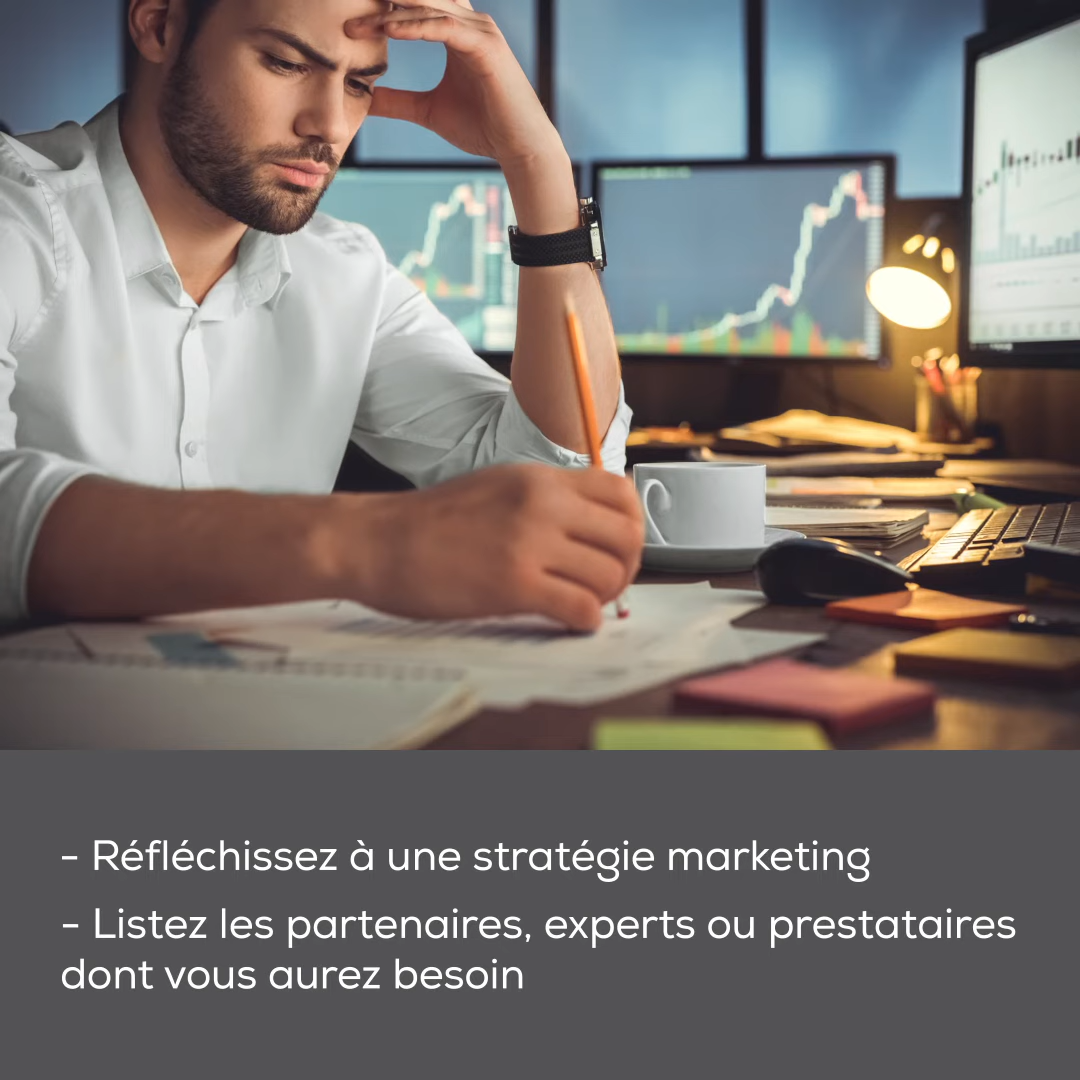 - Réfléchissez à une stratégie marketing
- Listez les partenaires, experts ou prestataires
dont vous aurez besoin